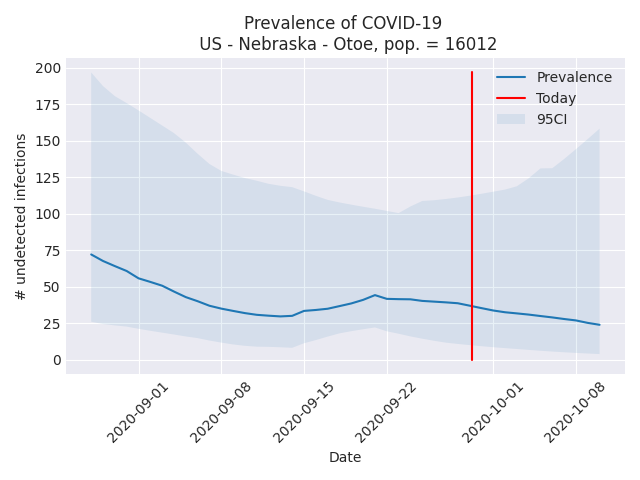 Prevalence of COVID-19
US - Nebraska - Otoe, pop. = 16012
# undetected infections
200
175
150
125
100
75
50
25
0
Prevalence
Today
95CI
2020-09-01
2020-09-08
2020-09-15
2020-09-22
2020-10-01
2020-10-08
Date